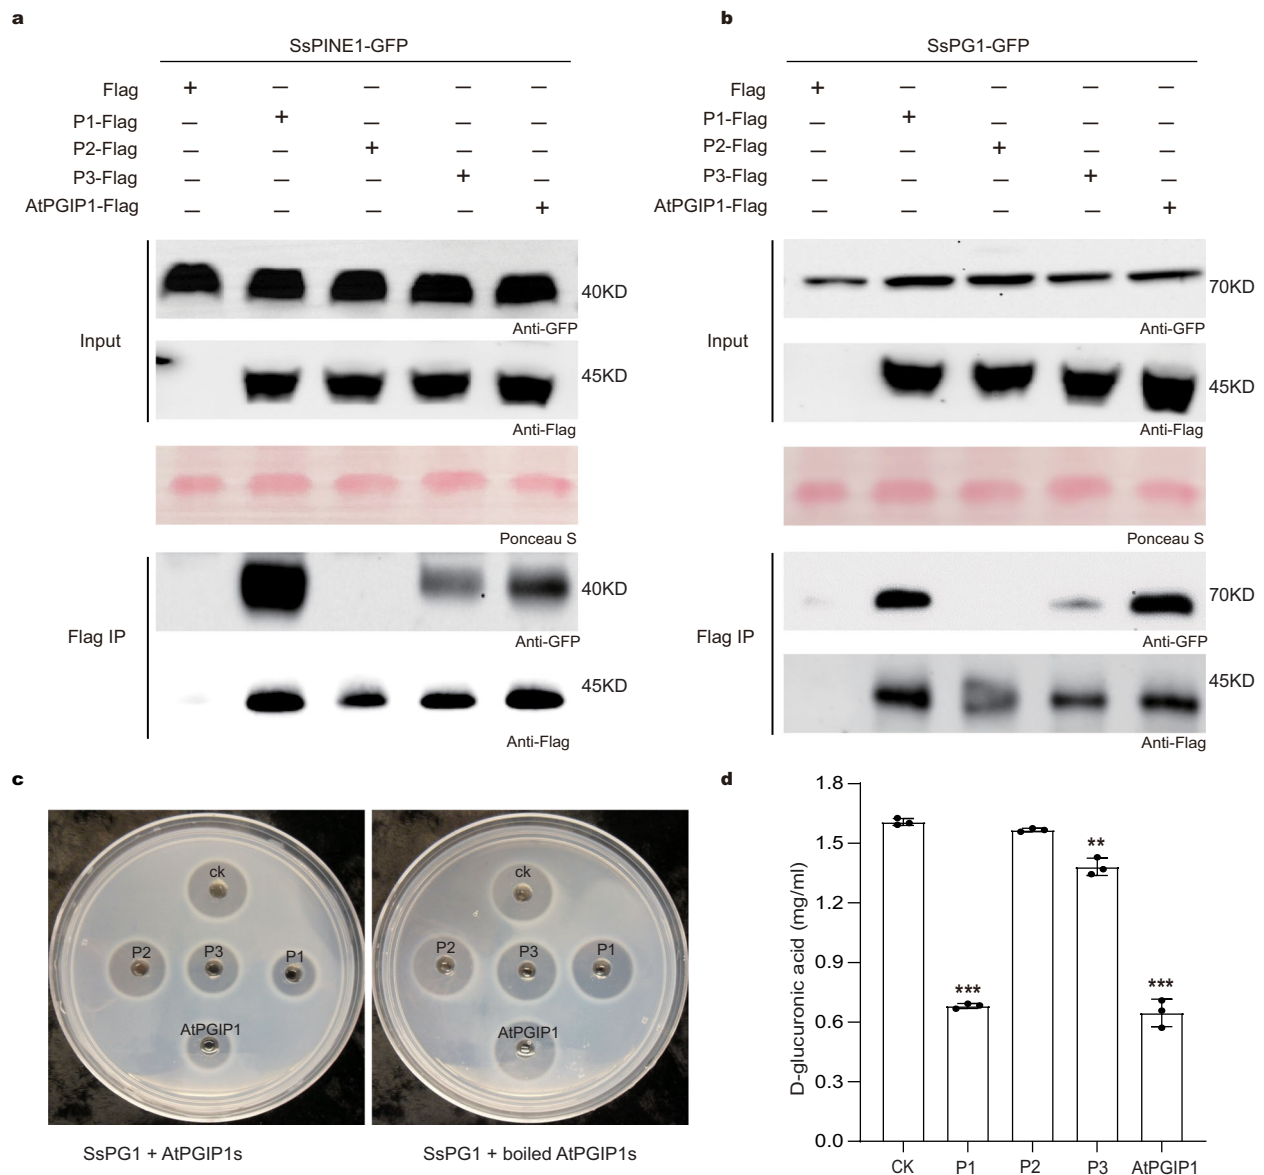 a
SsPINE1-GFP
Flag + — — — —
P1-Flag — + — — —
P2-Flag — — + — —
P3-Flag — — — + —
AtPGIP1-Flag — — — — +
Input
40KD
Anti-GFP
45KD
Anti-Flag
Ponceau S
Flag IP
40KD
Anti-GFP
45KD
Anti-Flag
b
SsPG1-GFP
Flag + — — — —
P1-Flag — + — — —
P2-Flag — — + — —
P3-Flag — — — + —
AtPGIP1-Flag — — — — +
Input
70KD
Anti-GFP
45KD
Anti-Flag
Ponceau S
Flag IP
70KD
Anti-GFP
45KD
Anti-Flag
c
ck
P2 P3 P1
AtPGIP1
SsPG1 + AtPGIP1s
ck
P2 P3 P1
AtPGIP1
SsPG1 + boiled AtPGIP1s
d
D-glucuronic acid (mg/ml)
1.8
1.5
1.2
0.9
0.6
0.3
0.0
***
**
***
CK P1 P2 P3 AtPGIP1